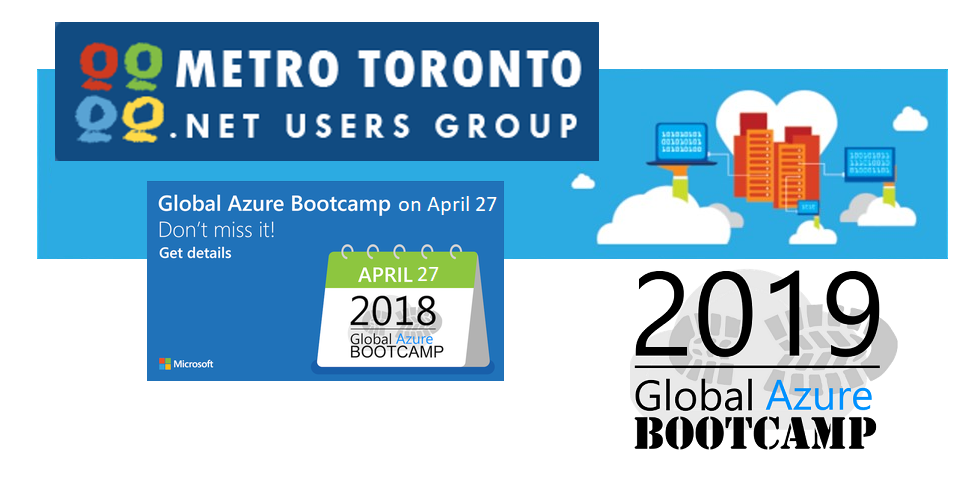 METRO TORONTO
.NET USERS GROUP
Global Azure Bootcamp on April 27
Don't miss it!
Get details
APRIL 27
2018
Global Azure
BOOTCAMP
Microsoft
2019
Global Azure
BOOTCAMP